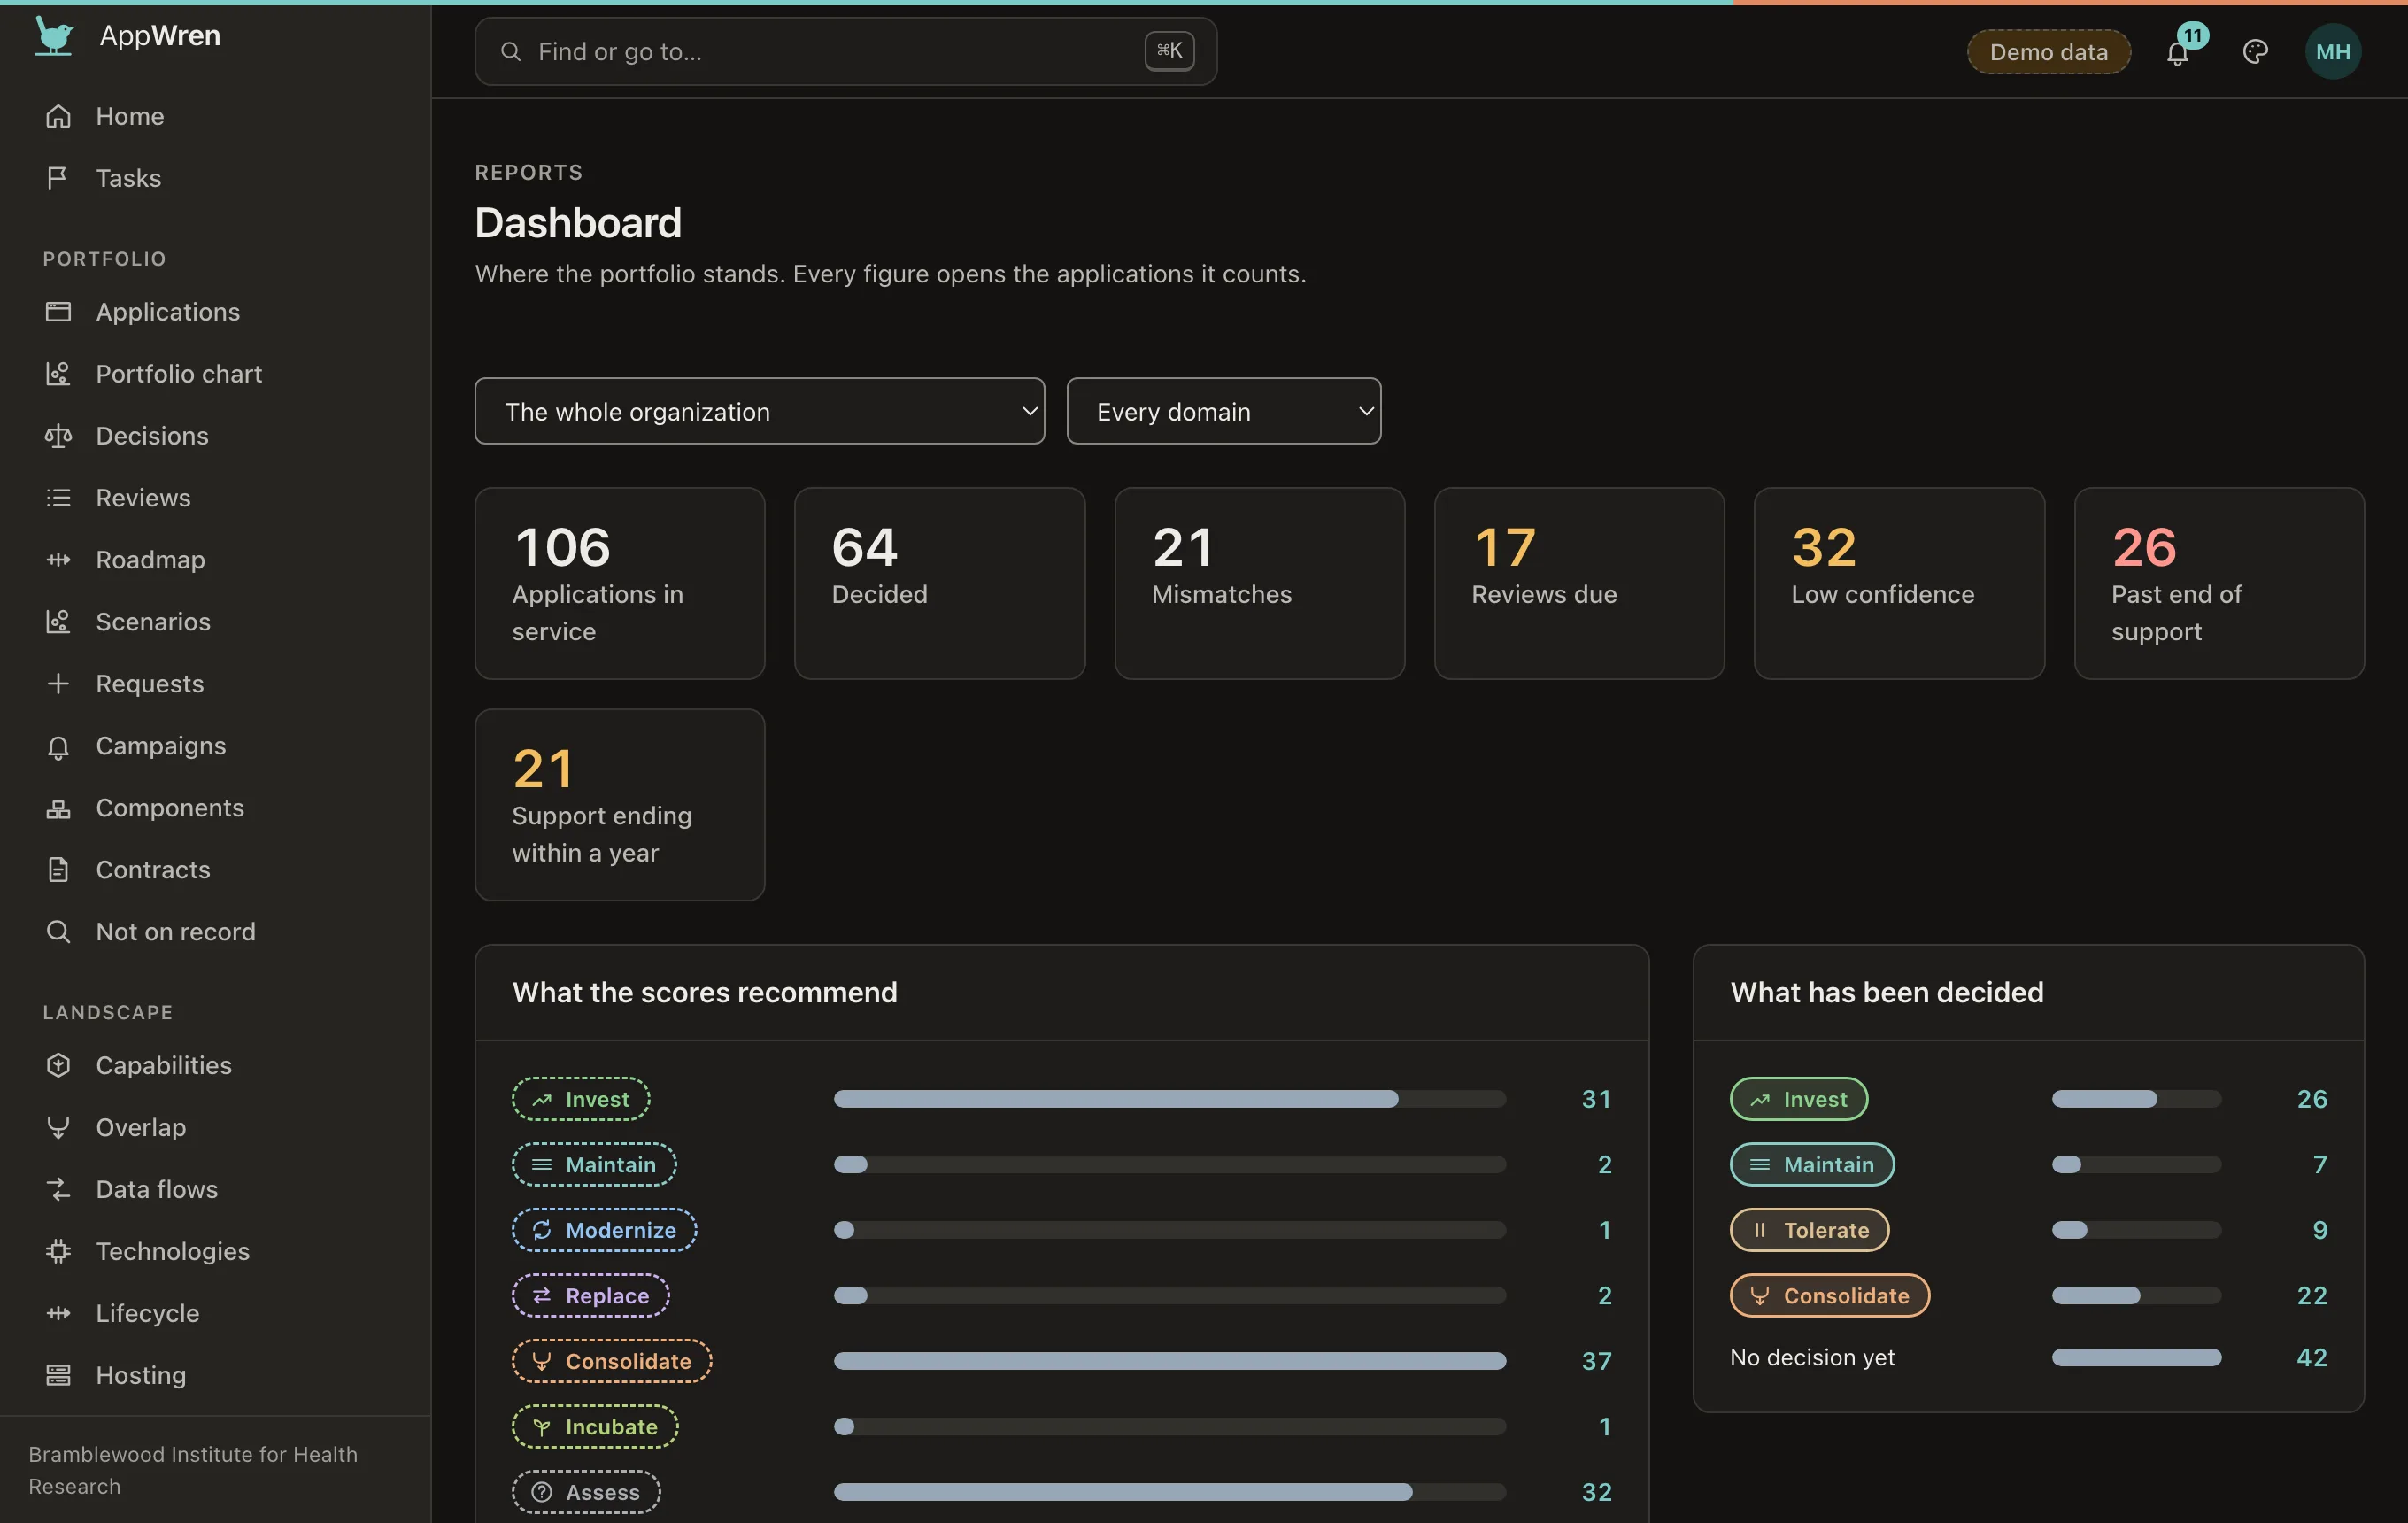 AppWren
Find or go to...
⌘K
Demo data
11
MH
Home
Tasks
PORTFOLIO
Applications
Portfolio chart
Decisions
Reviews
Roadmap
Scenarios
Requests
Campaigns
Components
Contracts
Not on record
LANDSCAPE
Capabilities
Overlap
Data flows
Technologies
Lifecycle
Hosting
Bramblewood Institute for Health
Research
REPORTS
Dashboard
Where the portfolio stands. Every figure opens the applications it counts.
The whole organization
Every domain
106
Applications in
service
64
Decided
21
Mismatches
17
Reviews due
32
Low confidence
26
Past end of
support
21
Support ending
within a year
What the scores recommend
Invest 31
Maintain 2
Modernize 1
Replace 2
Consolidate 37
Incubate 1
Assess 32
What has been decided
Invest 26
Maintain 7
Tolerate 9
Consolidate 22
No decision yet 42